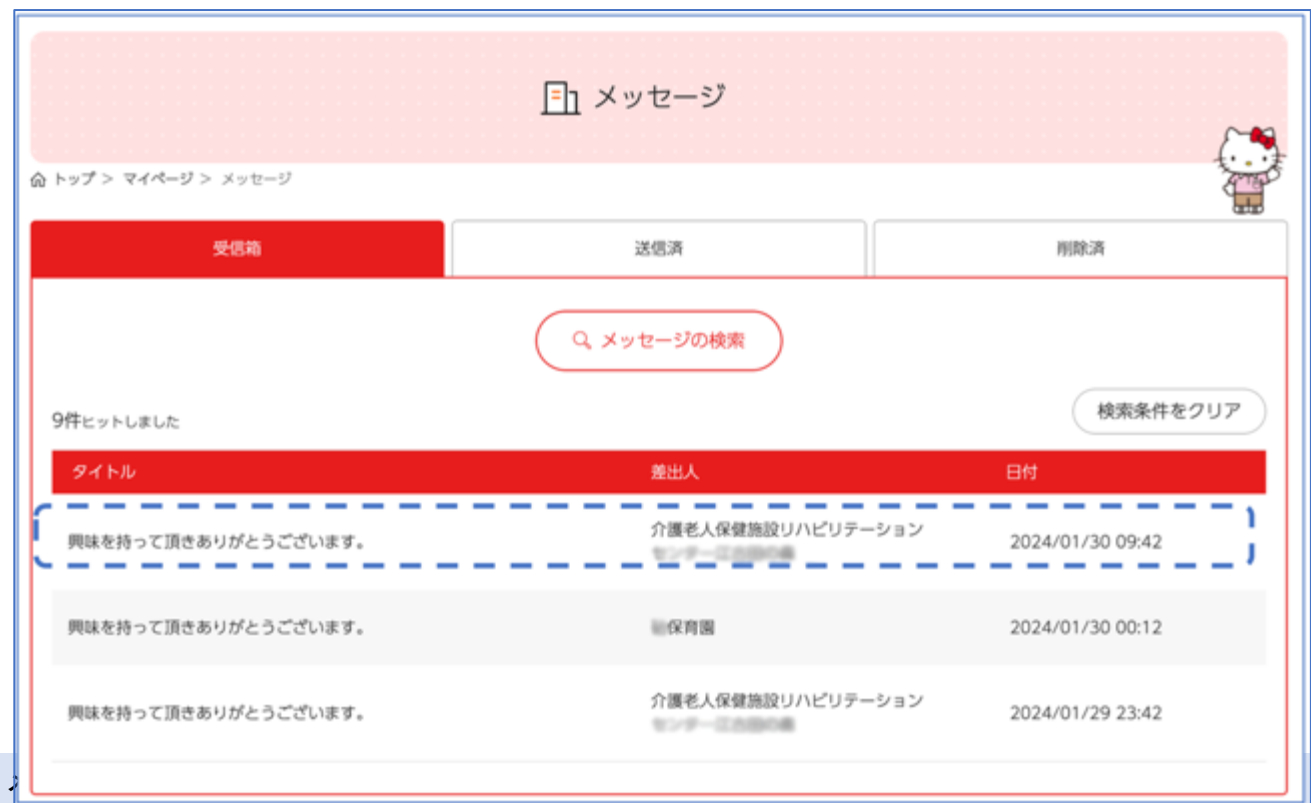 メッセージ
トップ > マイページ > メッセージ
受信箱
送信済
削除済
メッセージの検索
9件ヒットしました
検索条件をクリア
タイトル 差出人 日付
興味を持って頂きありがとうございます。 介護老人保健施設リハビリテーション 2024/01/30 09:42
興味を持って頂きありがとうございます。 保育園 2024/01/30 00:12
興味を持って頂きありがとうございます。 介護老人保健施設リハビリテーション 2024/01/29 23:42